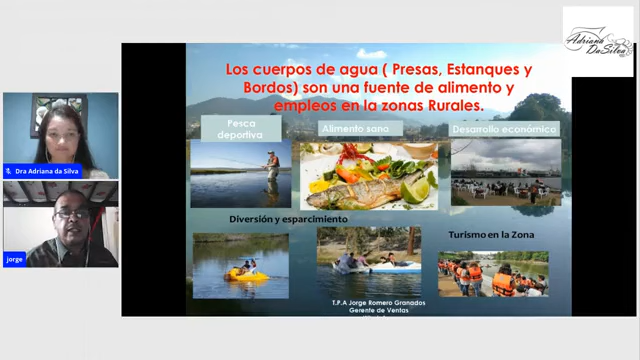 Adriana
DaSilva
Los cuerpos de agua ( Presas, Estanques y
Bordos) son una fuente de alimento y
empleos en la zonas Rurales.
Pesca
deportiva
Alimento sano
Desarrollo económico
Diversión y esparcimiento
Turismo en la Zona
T.P.A Jorge Romero Granados
Gerente de Ventas
Dra Adriana da Silva
jorge